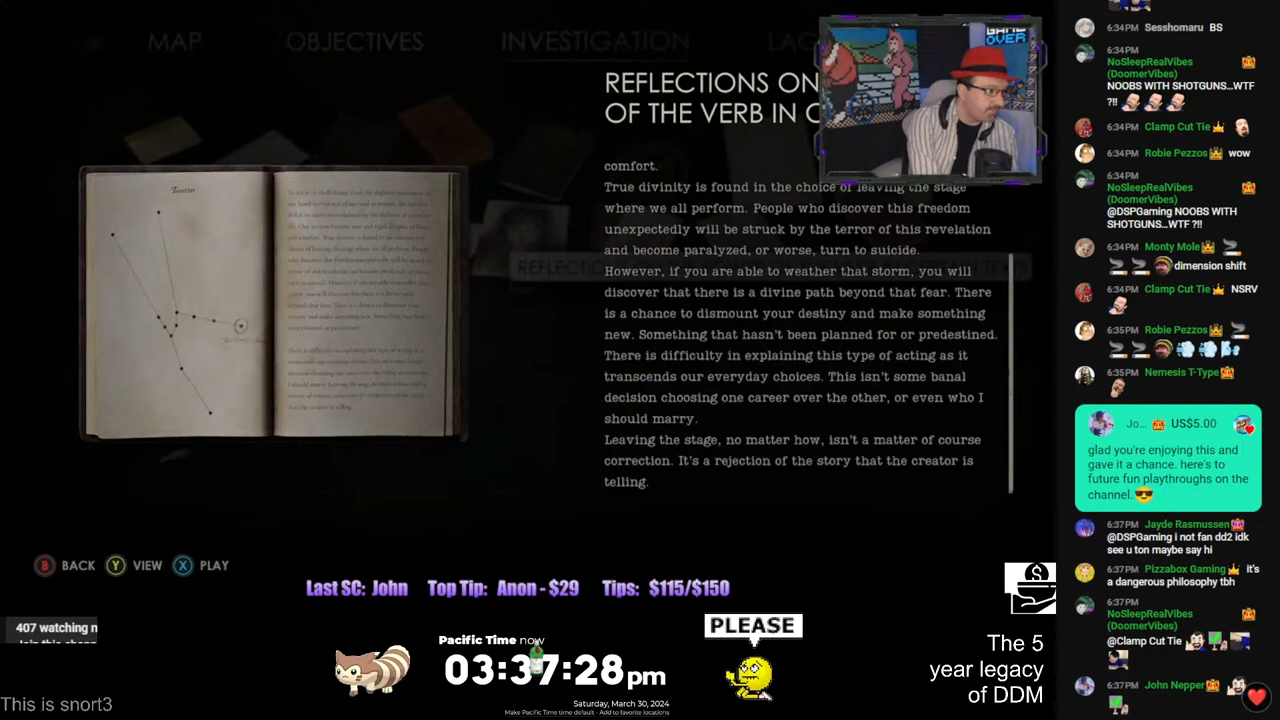 MAP
OBJECTIVES
INVESTIGATION
GAME
OVER
REFLECTIONS ON
OF THE VERB IN
Taurus
comfort.
True divinity is found in the choice of leaving the stage
where we all perform. People who discover this freedom
unexpectedly will be struck by the terror of this revelation
and become paralyzed, or worse, turn to suicide.
However, if you are able to weather that storm, you will
discover that there is a divine path beyond that fear. There
is a chance to dismount your destiny and make something
new. Something that hasn't been planned for or predestined.
There is difficulty in explaining this type of acting as it
transcends our everyday choices. This isn't some banal
decision choosing one career over the other, or even who I
should marry.
Leaving the stage, no matter how, isn't a matter of course
correction. It's a rejection of the story that the creator is
telling.
B BACK Y VIEW X PLAY
Last SC: John Top Tip: Anon - $29 Tips: $115/$150
407 watching
PLEASE
Pacific Time now
03:37:28 pm
Saturday, March 30, 2024
Make Pacific Time time default - Add to favorite locations
The 5
year legacy
of DDM
This is snort3
6:34PM Sesshomaru BS
6:34PM
NoSleepRealVibes
(DoomerVibes)
NOOBS WITH SHOTGUNS...WTF
?!!
6:34PM Clamp Cut Tie
6:34PM Robie Pezzos wow
6:34PM
NoSleepRealVibes
(DoomerVibes)
@DSPGaming NOOBS WITH
SHOTGUNS...WTF ?!!
6:34PM Monty Mole
dimension shift
6:34PM Clamp Cut Tie NSRV
6:35PM Robie Pezzos
6:35PM Nemesis T-Type
Jo... US$5.00
glad you're enjoying this and
gave it a chance. here's to
future fun playthroughs on the
channel.
6:37PM Jayde Rasmussen
@DSPGaming i not fan dd2 idk
see u ton maybe say hi
6:37PM Pizzabox Gaming it's
a dangerous philosophy tbh
6:37PM
NoSleepRealVibes
(DoomerVibes)
@Clamp Cut Tie
6:37PM John Nepper